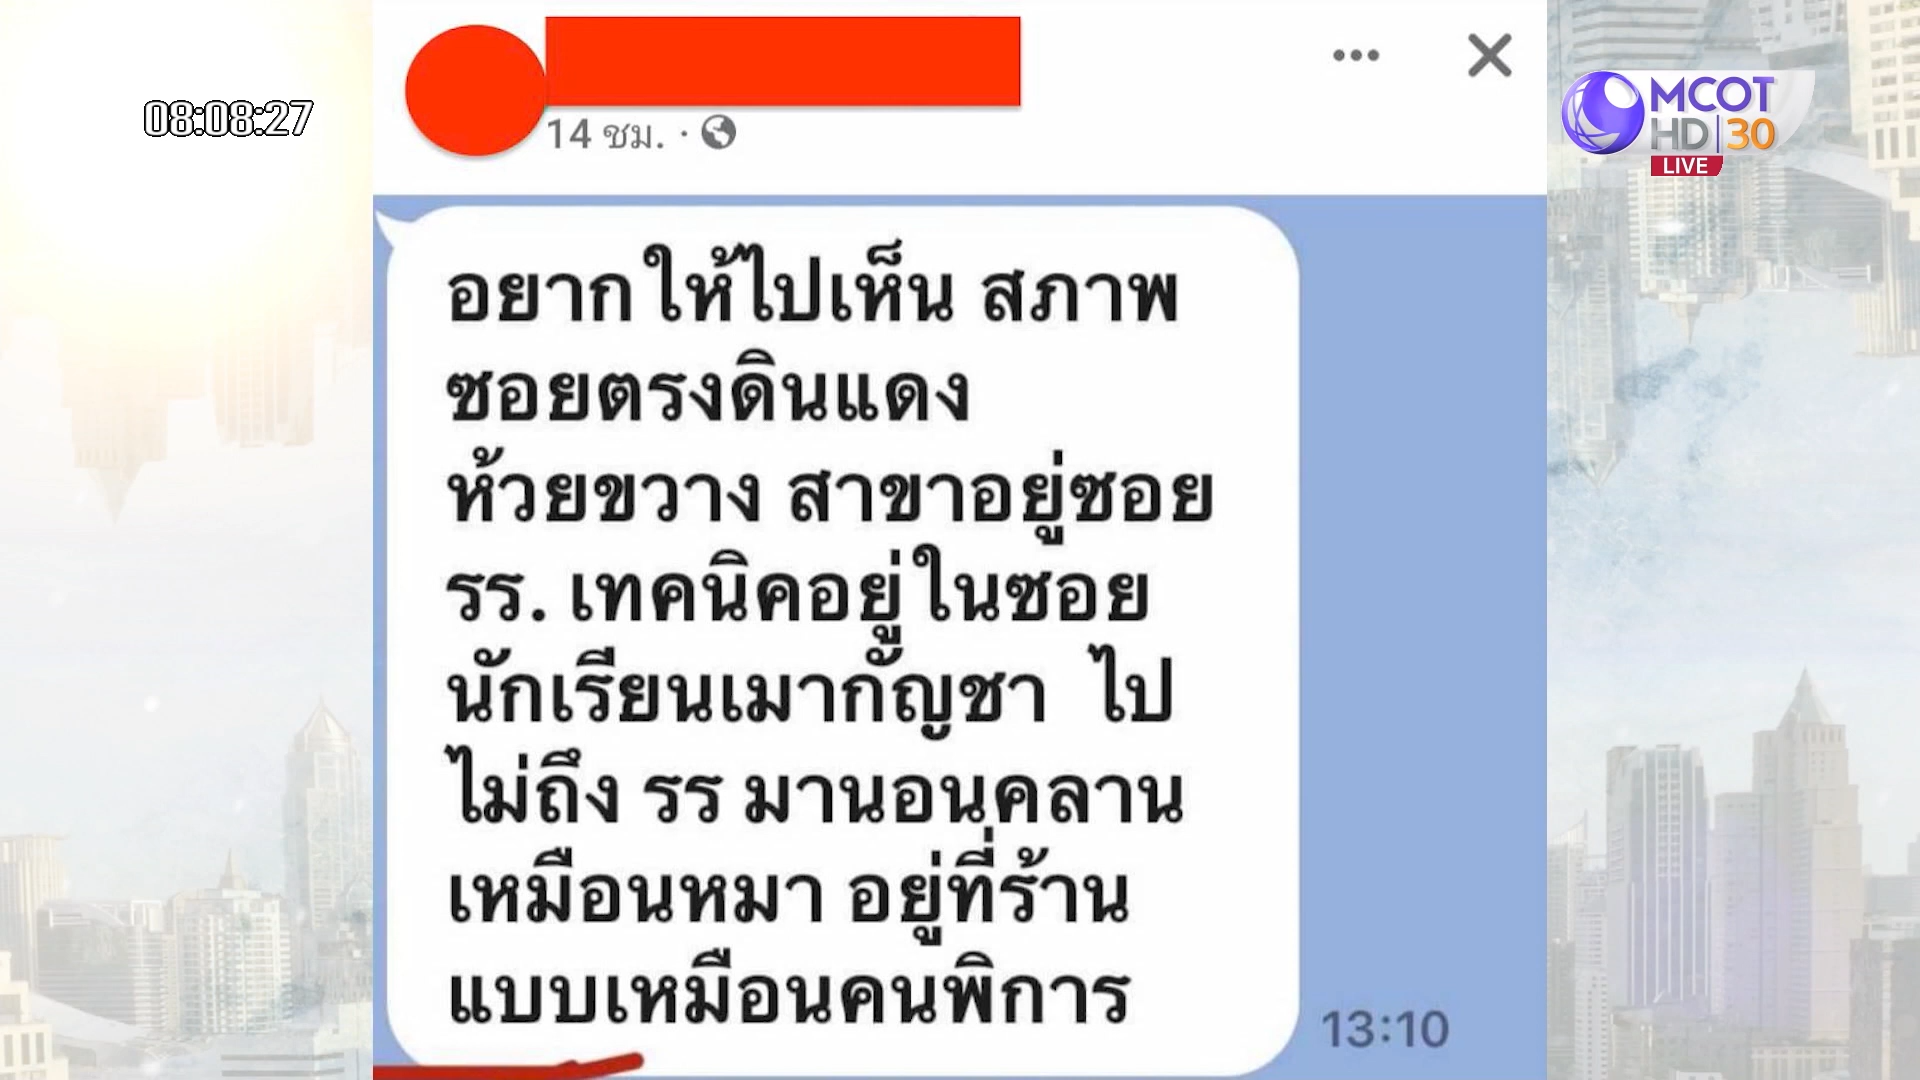 08:08:27
14 ชม.
MCOT
HD 30
LIVE
อยากให้ไปเห็น สภาพ
ซอยตรงดินแดง
ห้วยขวาง สาขาอยู่ซอย
รร. เทคนิคอยู่ในซอย
นักเรียนเมากัญชา ไป
ไม่ถึง รร มานอนคลาน
เหมือนหมา อยู่ที่ร้าน
แบบเหมือนคนพิการ
13:10